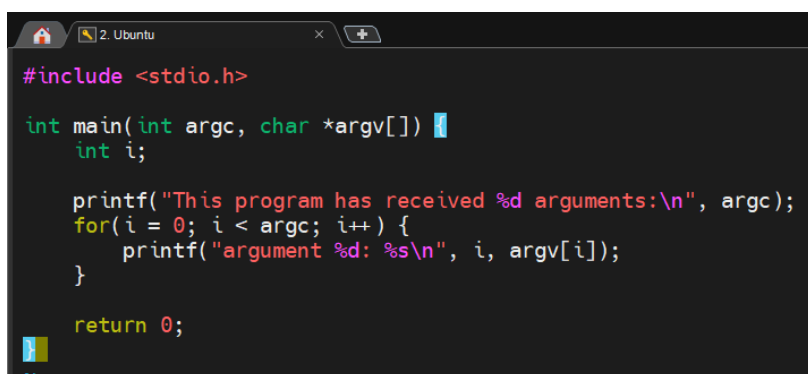 2. Ubuntu
#include <stdio.h>
int main(int argc, char *argv[]) {
    int i;
    printf("This program has received %d arguments:\n", argc);
    for(i = 0; i < argc; i++) {
        printf("argument %d: %s\n", i, argv[i]);
    }
    return 0;
}